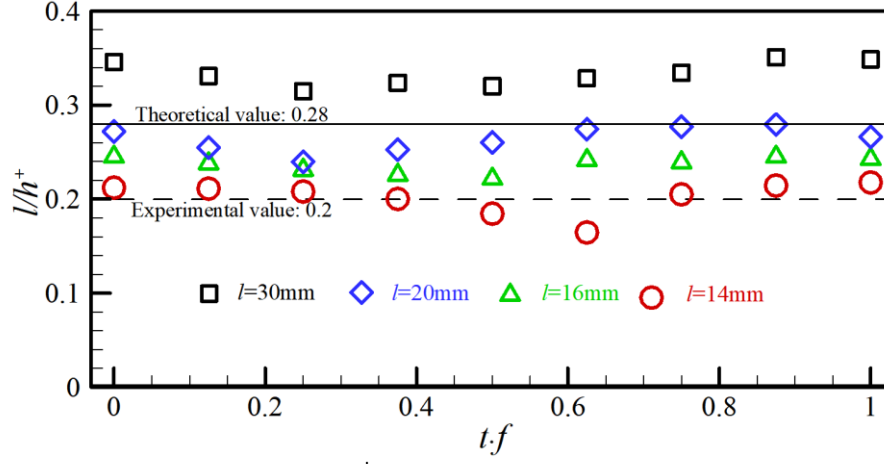 0.4
0.3
Theoretical value: 0.28
l/h⁺
0.2
Experimental value: 0.2
0.1
l=30mm l=20mm l=16mm l=14mm
0
0 0.2 0.4 0.6 0.8 1
t·f